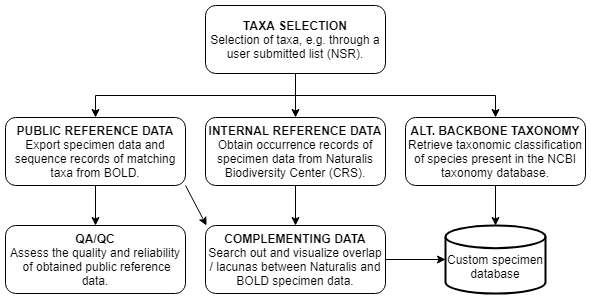 TAXA SELECTION
Selection of taxa, e.g. through a
user submitted list (NSR).
PUBLIC REFERENCE DATA
Export specimen data and
sequence records of matching
taxa from BOLD.
INTERNAL REFERENCE DATA
Obtain occurrence records of
specimen data from Naturalis
Biodiversity Center (CRS).
ALT. BACKBONE TAXONOMY
Retrieve taxonomic classification
of species present in the NCBI
taxonomy database.
QA/QC
Assess the quality and reliability
of obtained public reference
data.
COMPLEMENTING DATA
Search out and visualize overlap
/ lacunas between Naturalis and
BOLD specimen data.
Custom specimen
database